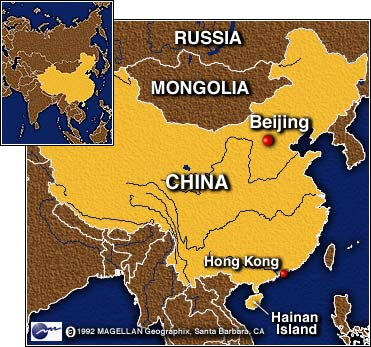 RUSSIA
MONGOLIA
Beijing
CHINA
Hong Kong
Hainan
Island
© 1992 MAGELLAN Geographix, Santa Barbara, CA